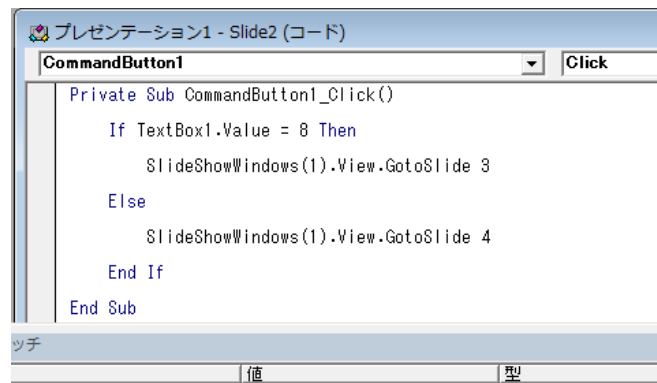 プレゼンテーション1 - Slide2 (コード)
CommandButton1 Click
Private Sub CommandButton1_Click()
If TextBox1.Value = 8 Then
SlideShowWindows(1).View.GotoSlide 3
Else
SlideShowWindows(1).View.GotoSlide 4
End If
End Sub
ッチ
値 型